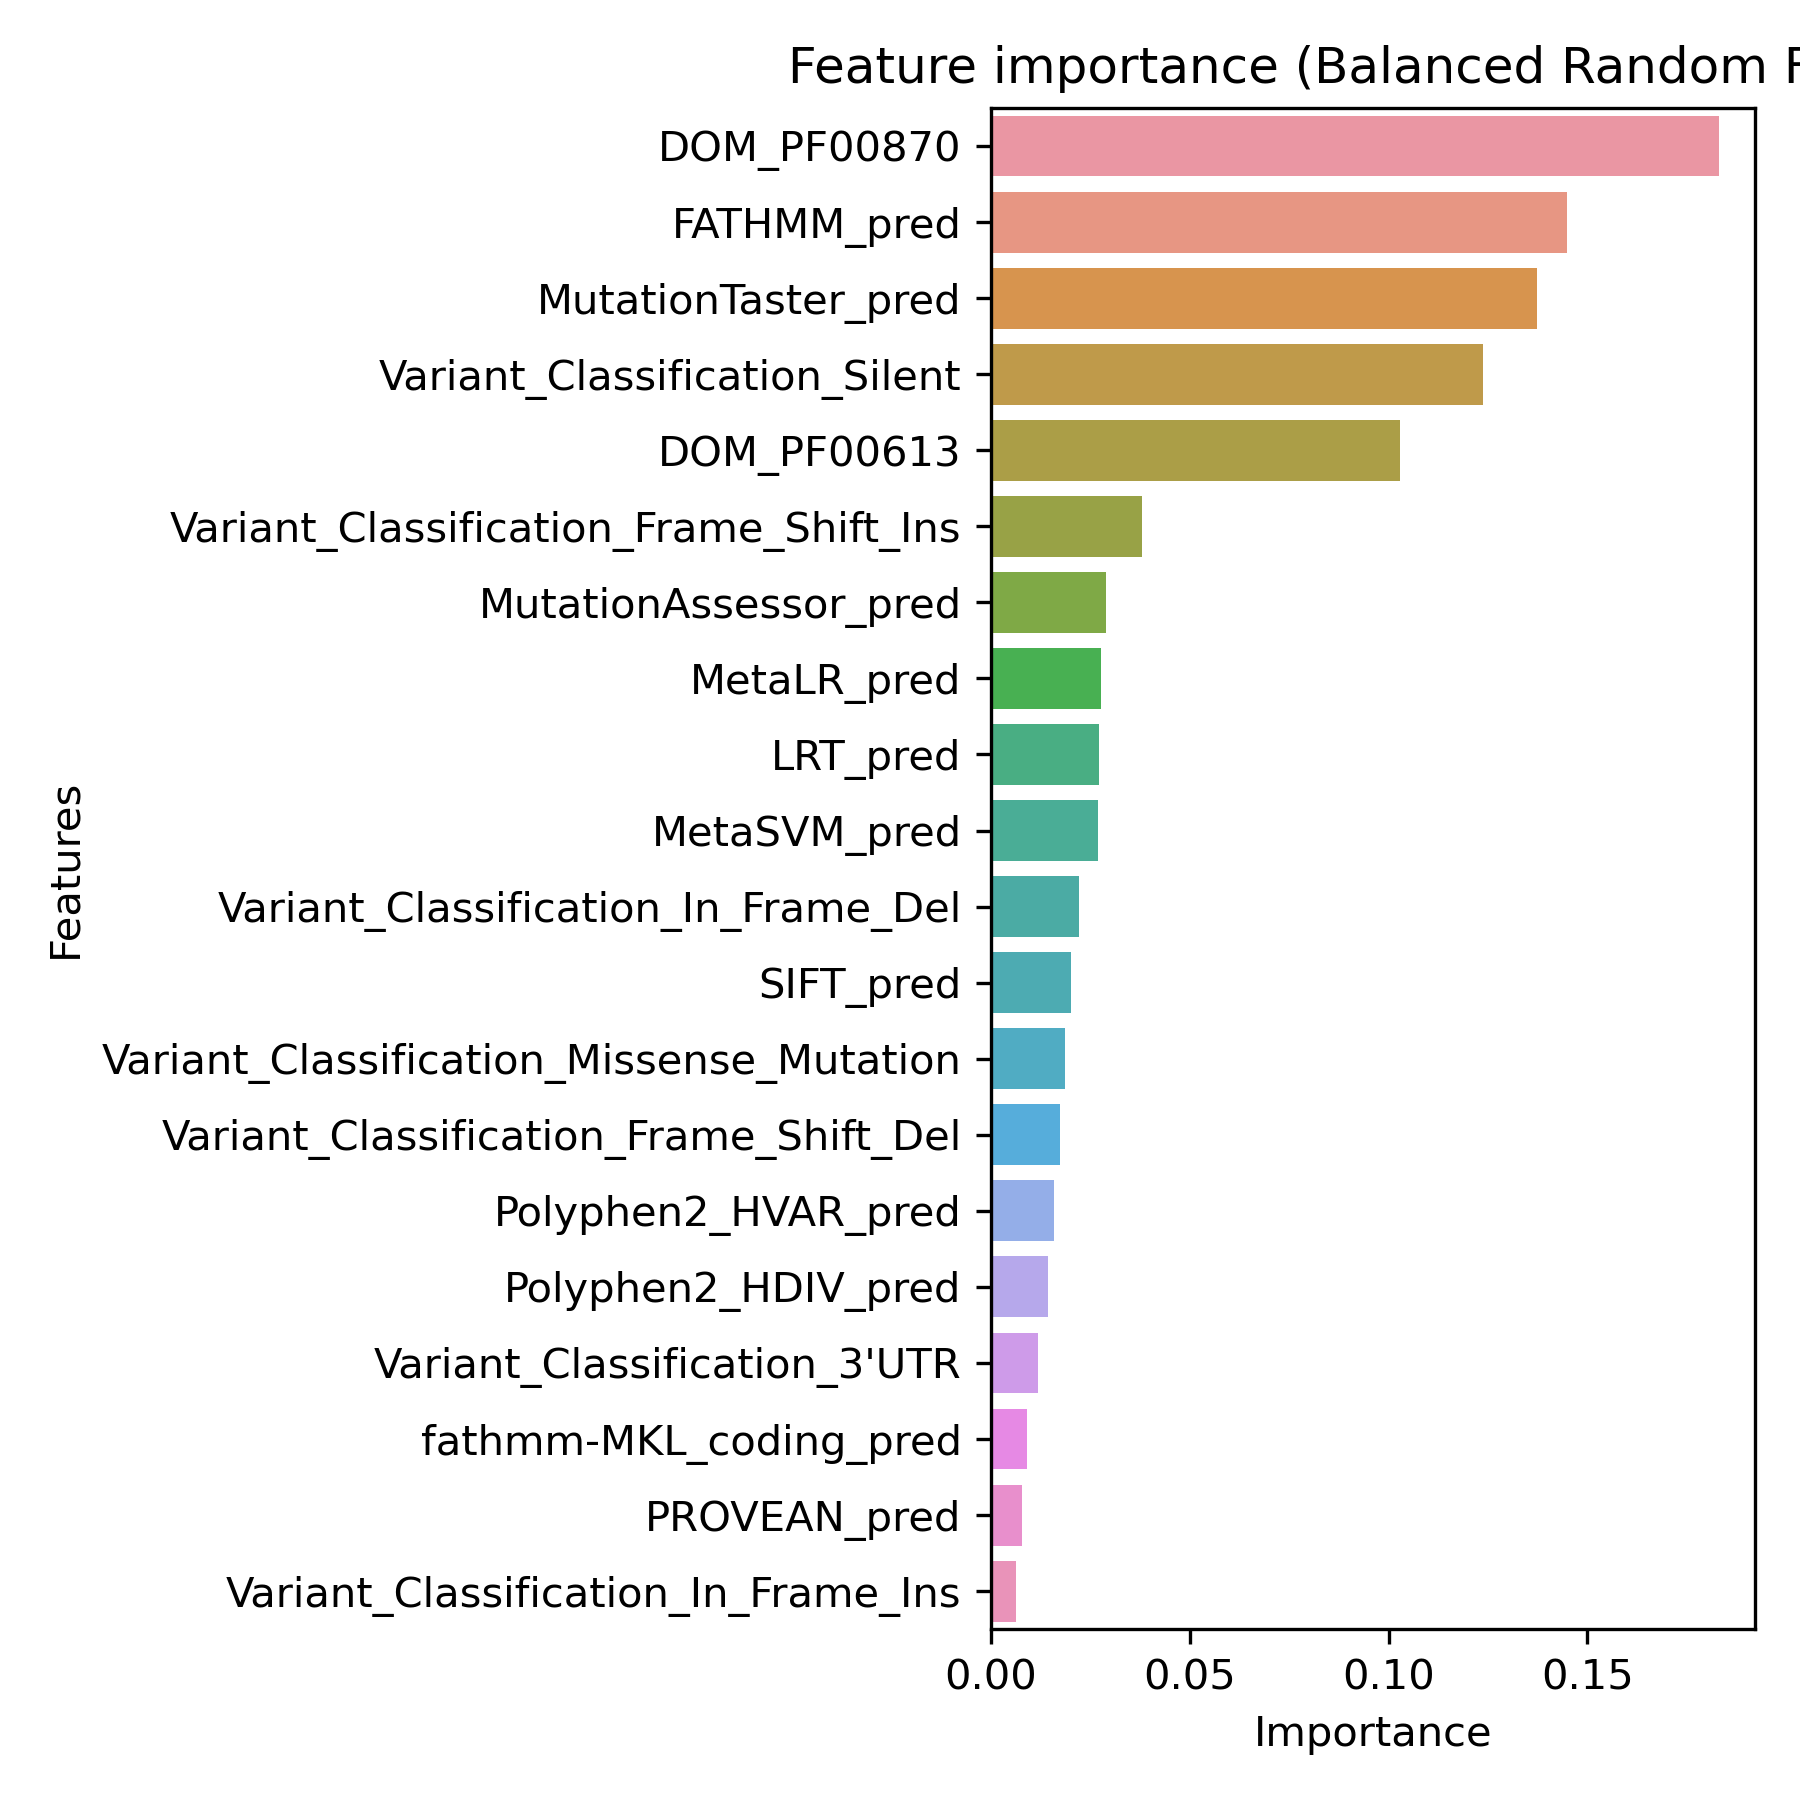 Feature importance (Balanced Random F
DOM_PF00870
FATHMM_pred
MutationTaster_pred
Variant_Classification_Silent
DOM_PF00613
Variant_Classification_Frame_Shift_Ins
MutationAssessor_pred
MetaLR_pred
LRT_pred
MetaSVM_pred
Variant_Classification_In_Frame_Del
SIFT_pred
Variant_Classification_Missense_Mutation
Variant_Classification_Frame_Shift_Del
Polyphen2_HVAR_pred
Polyphen2_HDIV_pred
Variant_Classification_3'UTR
fathmm-MKL_coding_pred
PROVEAN_pred
Variant_Classification_In_Frame_Ins
Features
0.00 0.05 0.10 0.15
Importance